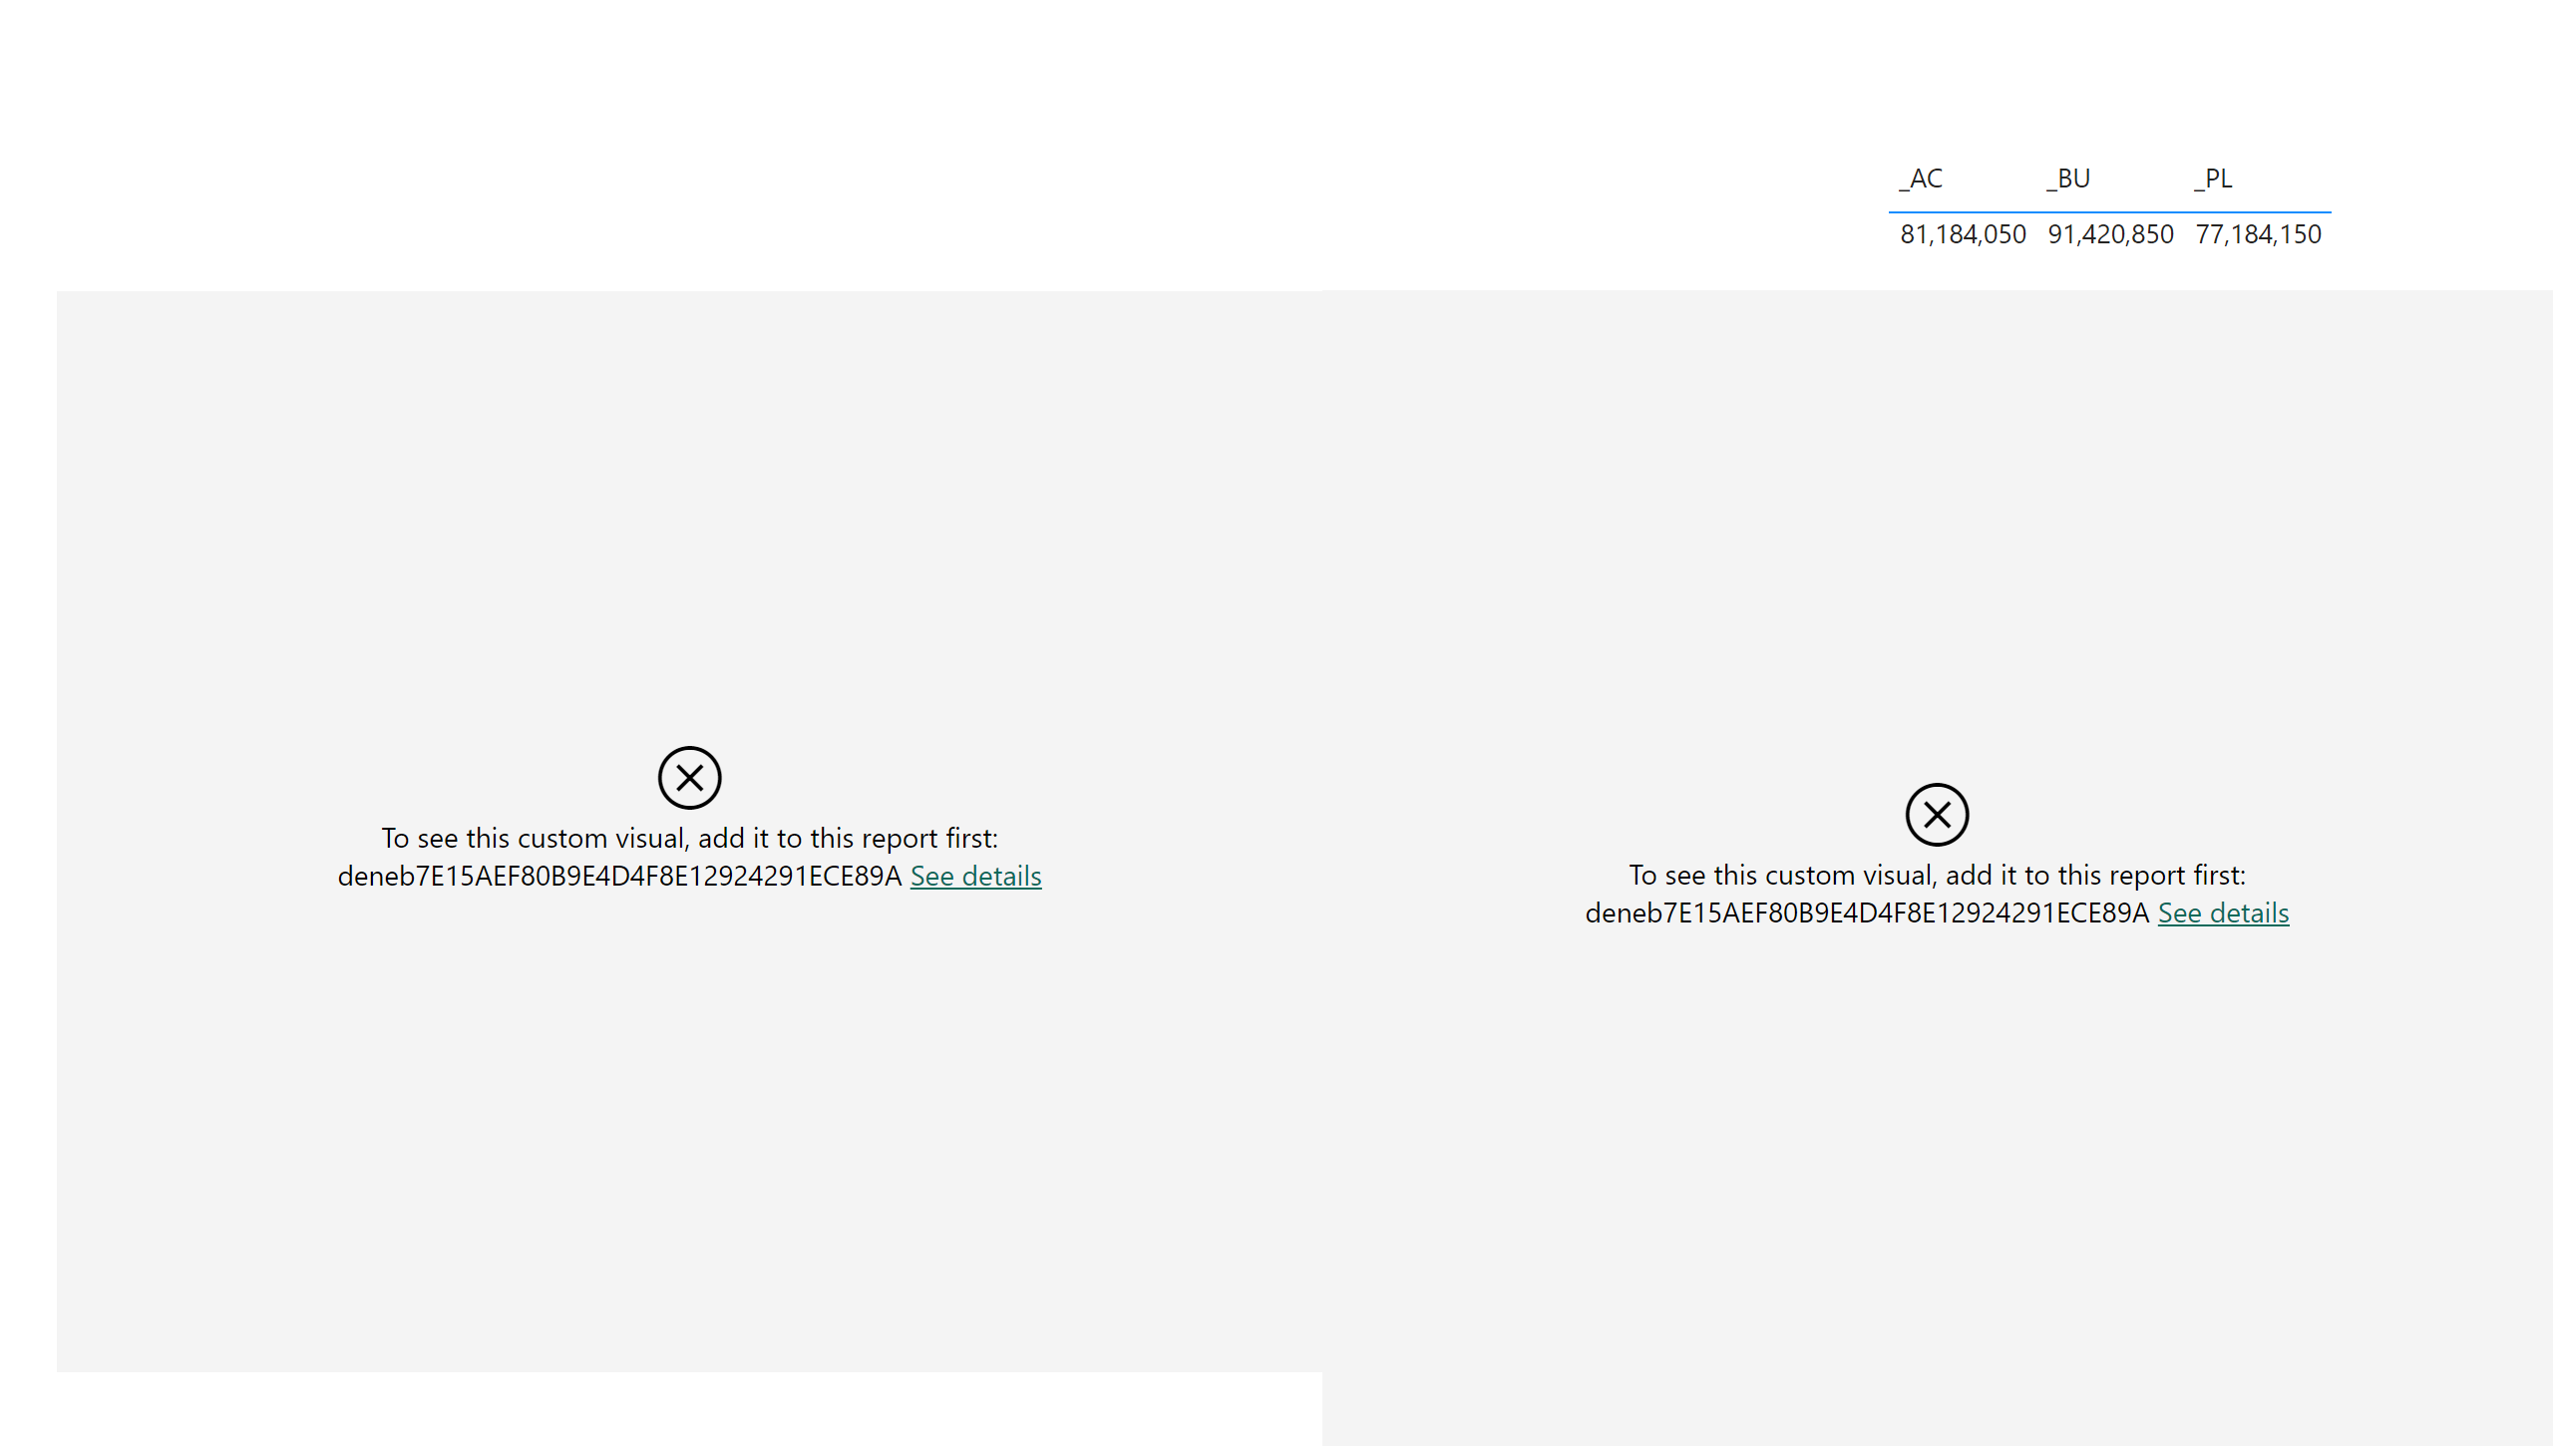 _AC _BU _PL
81,184,050 91,420,850 77,184,150
To see this custom visual, add it to this report first:
deneb7E15AEF80B9E4D4F8E12924291ECE89A See details
To see this custom visual, add it to this report first:
deneb7E15AEF80B9E4D4F8E12924291ECE89A See details